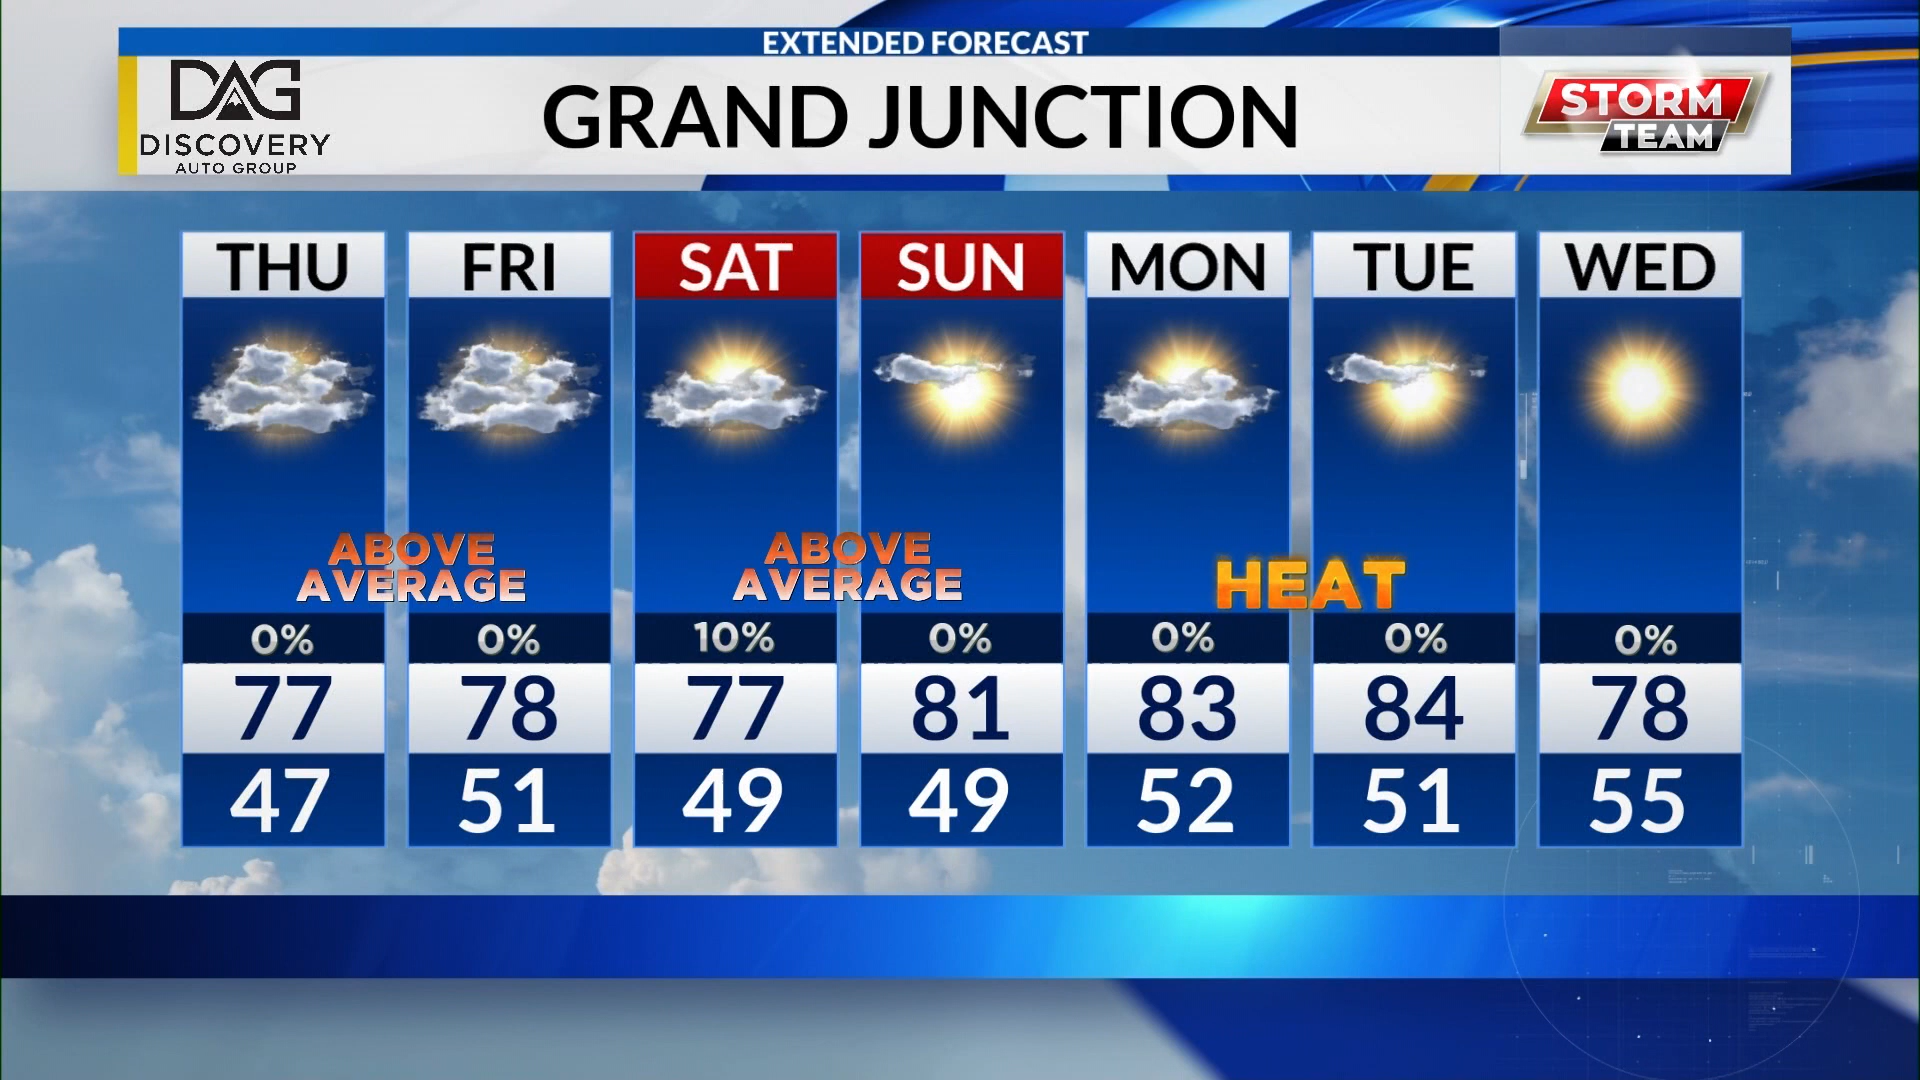 EXTENDED FORECAST
DAG
DISCOVERY
AUTO GROUP
GRAND JUNCTION
STORM
TEAM
THU FRI SAT SUN MON TUE WED
ABOVE
AVERAGE
ABOVE
AVERAGE
HEAT
0% 0% 10% 0% 0% 0% 0%
77 78 77 81 83 84 78
47 51 49 49 52 51 55